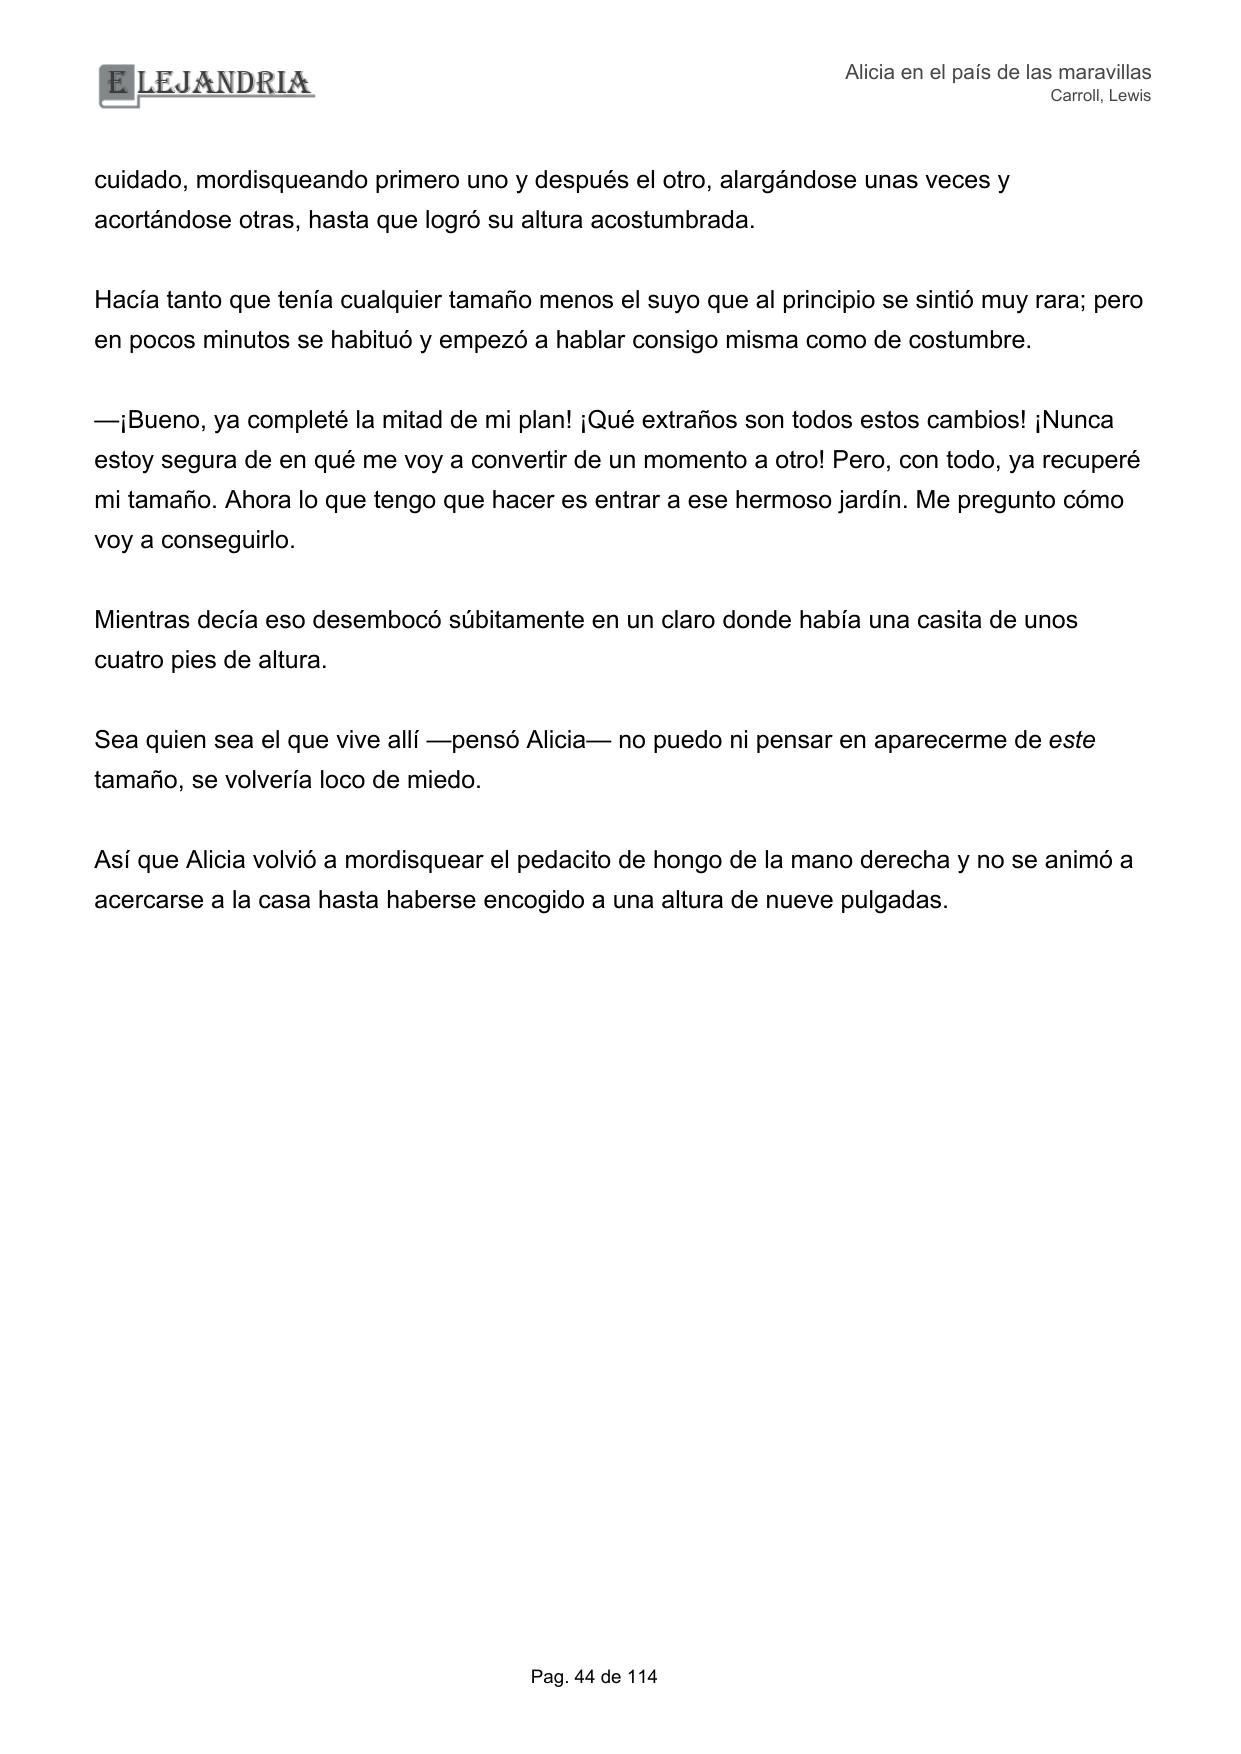 ELEJANDRIA
Alicia en el país de las maravillas
Carroll, Lewis
cuidado, mordisqueando primero uno y después el otro, alargándose unas veces y
acortándose otras, hasta que logró su altura acostumbrada.
Hacía tanto que tenía cualquier tamaño menos el suyo que al principio se sintió muy rara; pero
en pocos minutos se habituó y empezó a hablar consigo misma como de costumbre.
—¡Bueno, ya completé la mitad de mi plan! ¡Qué extraños son todos estos cambios! ¡Nunca
estoy segura de en qué me voy a convertir de un momento a otro! Pero, con todo, ya recuperé
mi tamaño. Ahora lo que tengo que hacer es entrar a ese hermoso jardín. Me pregunto cómo
voy a conseguirlo.
Mientras decía eso desembocó súbitamente en un claro donde había una casita de unos
cuatro pies de altura.
Sea quien sea el que vive allí —pensó Alicia— no puedo ni pensar en aparecerme de este
tamaño, se volvería loco de miedo.
Así que Alicia volvió a mordisquear el pedacito de hongo de la mano derecha y no se animó a
acercarse a la casa hasta haberse encogido a una altura de nueve pulgadas.
Pag. 44 de 114